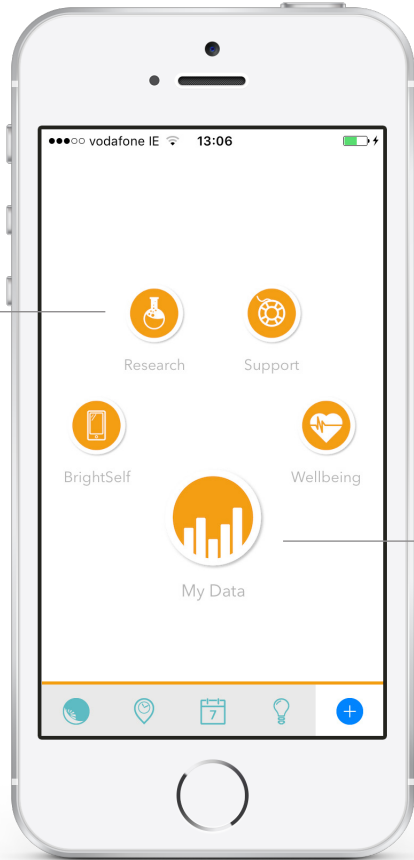 vodafone IE 13:06
Research Support
BrightSelf Wellbeing
My Data
7